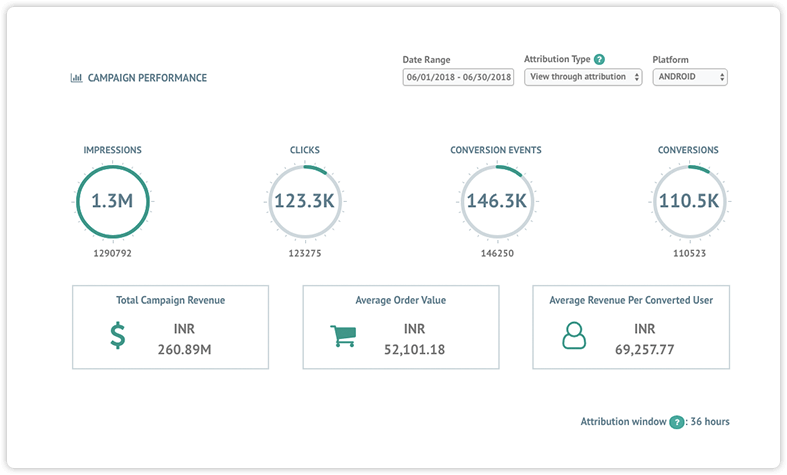 Date Range Attribution Type ? Platform
CAMPAIGN PERFORMANCE 06/01/2018 - 06/30/2018 View through attribution ANDROID
IMPRESSIONS CLICKS CONVERSION EVENTS CONVERSIONS
1.3M 123.3K 146.3K 110.5K
1290792 123275 146250 110523
Total Campaign Revenue Average Order Value Average Revenue Per Converted User
$ INR INR INR
260.89M 52,101.18 69,257.77
Attribution window ? : 36 hours